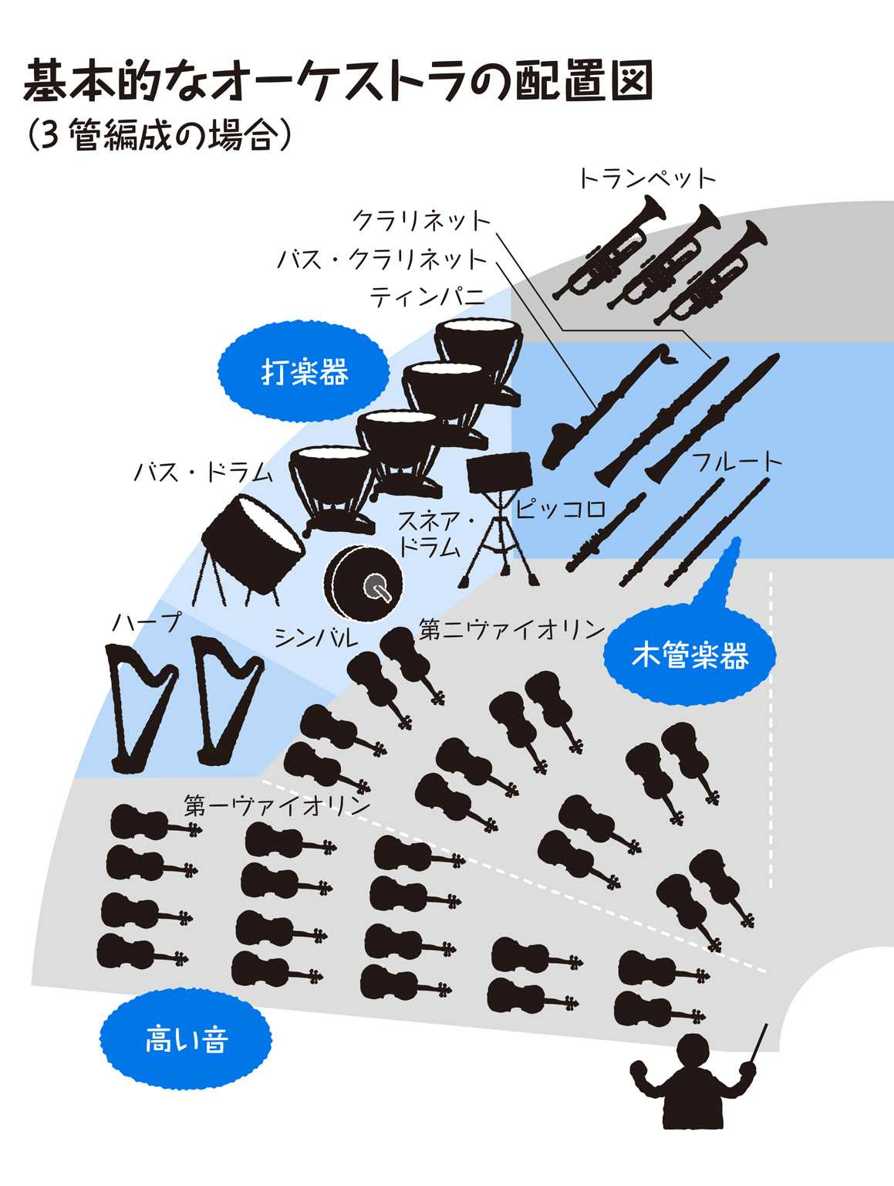 基本的なオーケストラの配置図
(3管編成の場合)
トランペット
クラリネット
バス・クラリネット
ティンパニ
打楽器
バス・ドラム
フルート
ピッコロ
スネア・
ドラム
ハープ
シンバル
第二ヴァイオリン
木管楽器
第一ヴァイオリン
高い音